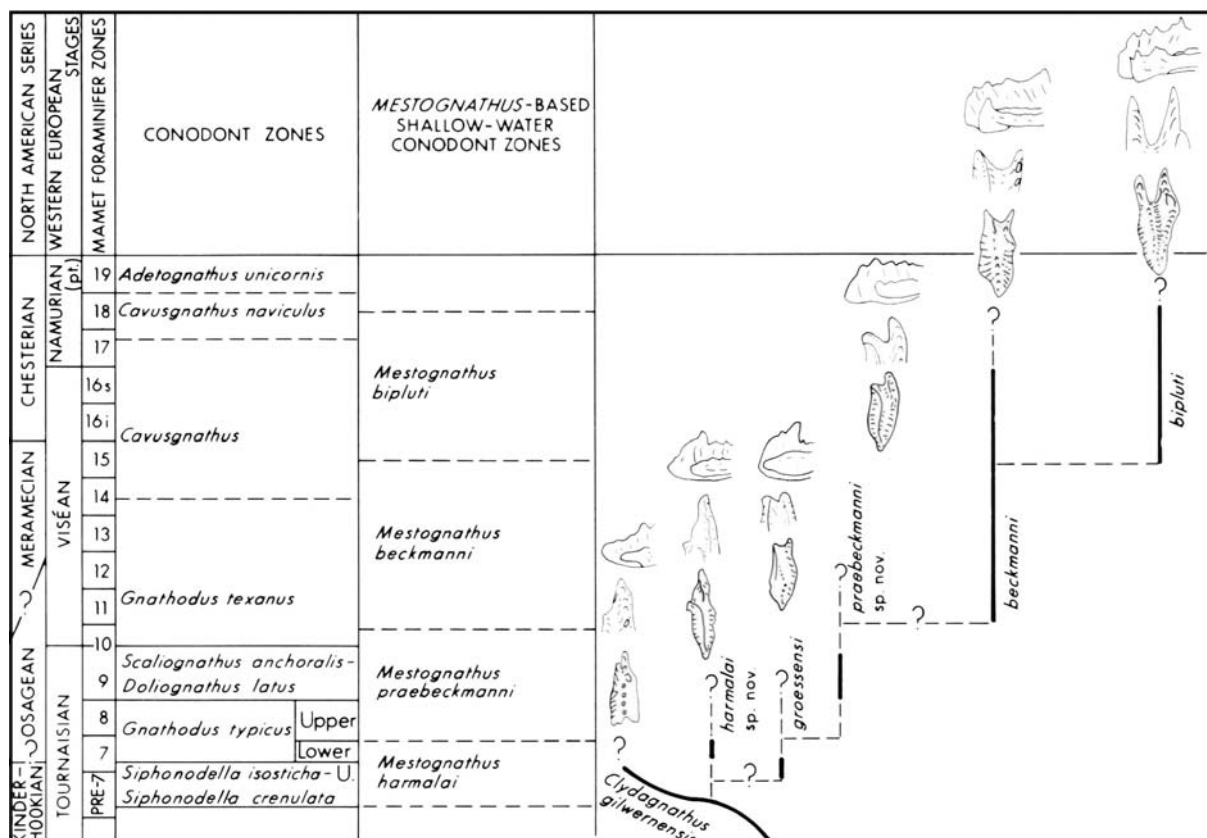 NORTH AMERICAN SERIES
WESTERN EUROPEAN
STAGES
MAMET FORAMINIFER ZONES
CONODONT ZONES
MESTOGNATHUS-BASED
SHALLOW-WATER
CONODONT ZONES
CHESTERIAN
MERAMECIAN
?
OSAGEAN
?
KINDER-
HOOKIAN
NAMURIAN
(pt.)
VISÉAN
TOURNAISIAN
19
18
17
16s
16i
15
14
13
12
11
10
9
8
7
PRE-7
Adetognathus unicornis
Cavusgnathus naviculus
Cavusgnathus
Gnathodus texanus
Scaliognathus anchoralis-
Doliognathus latus
Gnathodus typicus
Upper
Lower
Siphonodella isosticha-U.
Siphonodella crenulata
Mestognathus
bipluti
Mestognathus
beckmanni
Mestognathus
praebeckmanni
Mestognathus
harmalai
?
Clydagnathus
gilwernensis
?
harmalai
sp. nov.
?
?
groessensi
?
praebeckmanni
sp. nov.
?
?
beckmanni
?
bipluti